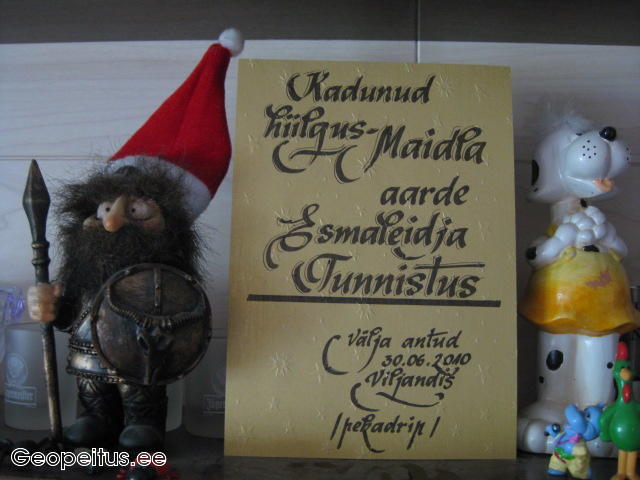 Kadunud
hiilgus-Maidla
aarde
Esmaleidja
Tunnistus
Välja antud
30.06.2010
Viljandis
/pekadrip/
Geopeitus.ee